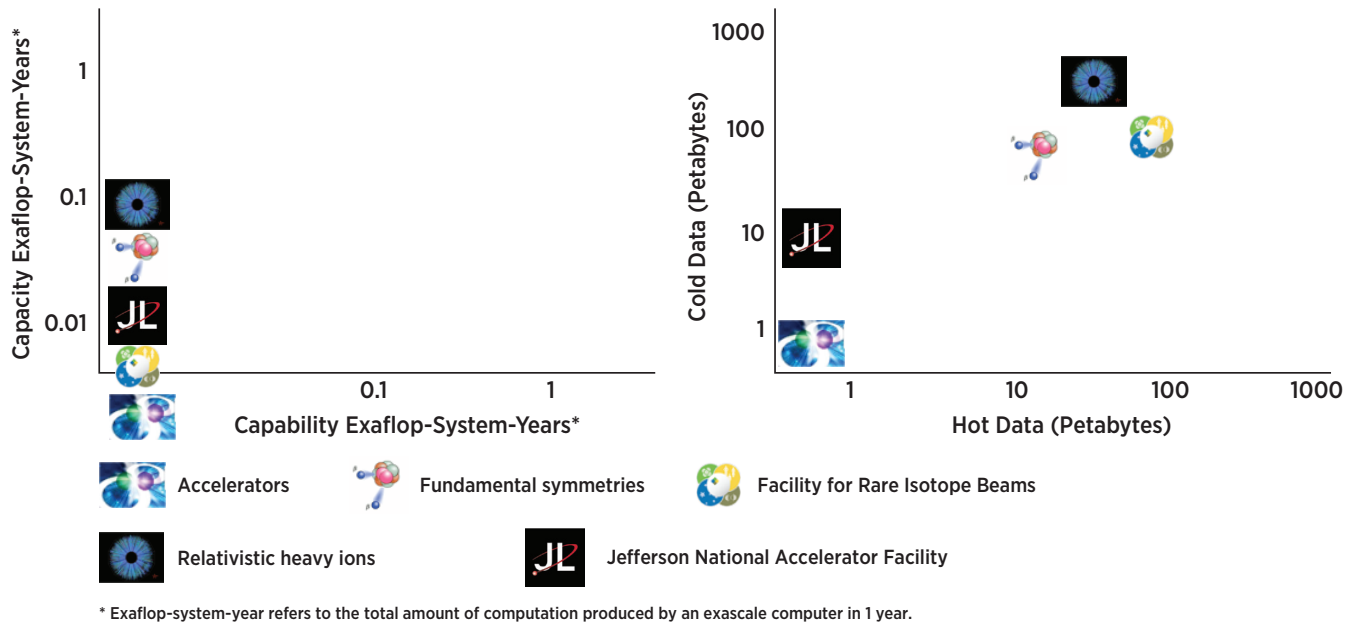 Capacity Exaflop-System-Years*
1
0.1
0.01
0.1
1
Capability Exaflop-System-Years*
JL
Cold Data (Petabytes)
1000
100
10
1
1
10
100
1000
Hot Data (Petabytes)
JL
Accelerators
Fundamental symmetries
Facility for Rare Isotope Beams
Relativistic heavy ions
JL
Jefferson National Accelerator Facility
* Exaflop-system-year refers to the total amount of computation produced by an exascale computer in 1 year.